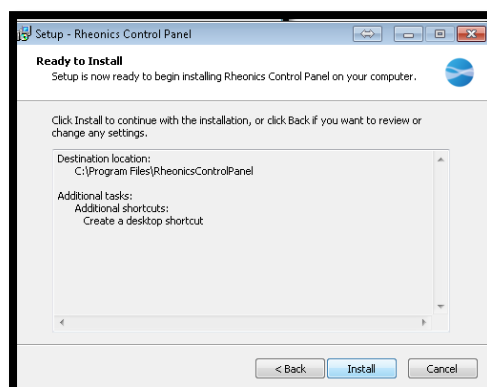 Setup - Rheonics Control Panel
Ready to Install
Setup is now ready to begin installing Rheonics Control Panel on your computer.
Click Install to continue with the installation, or click Back if you want to review or
change any settings.
Destination location:
C:\Program Files\RheonicsControlPanel
Additional tasks:
Additional shortcuts:
Create a desktop shortcut
< Back
Install
Cancel